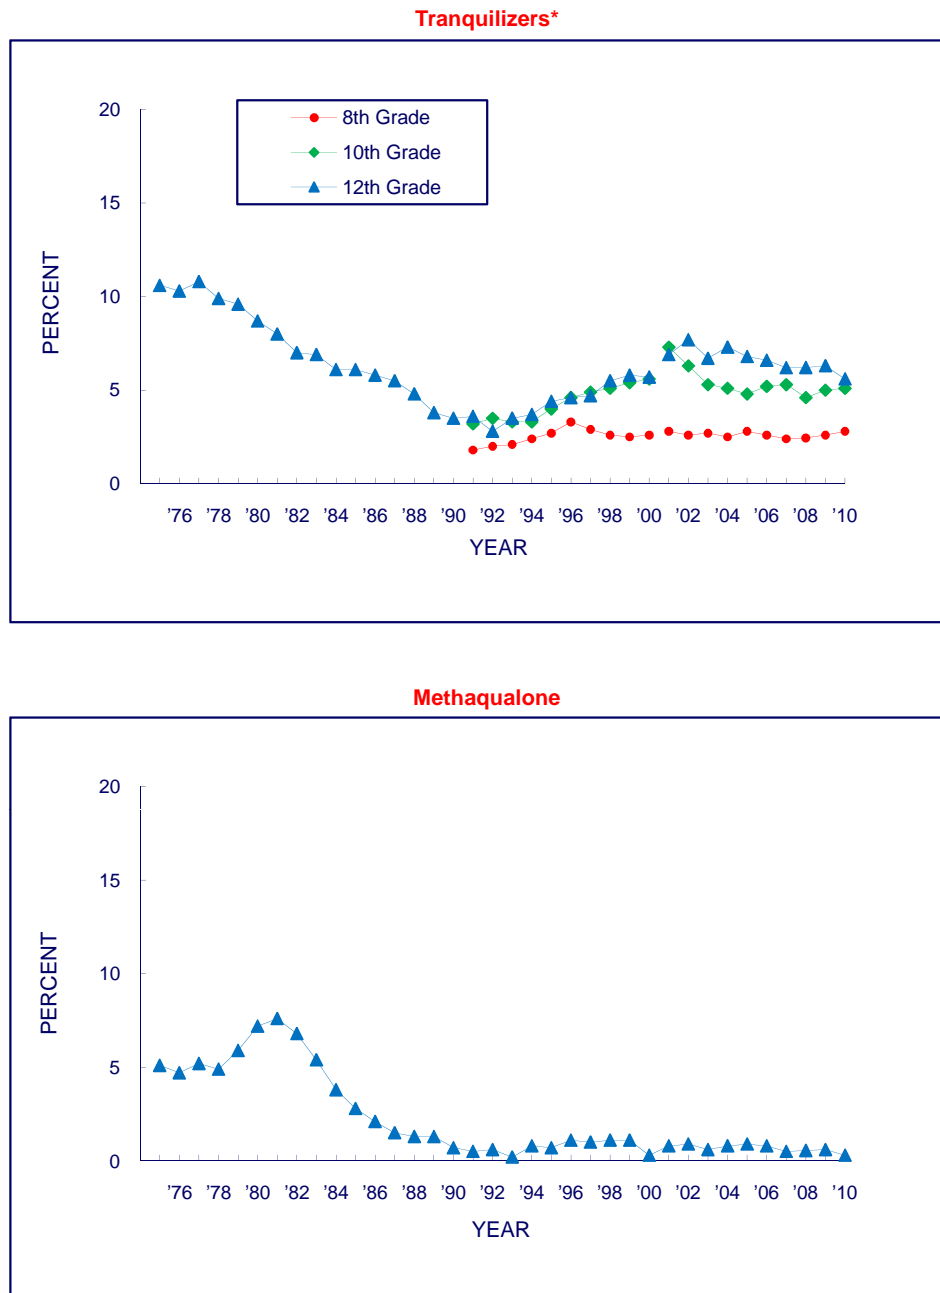 Tranquilizers*
20
15
10
5
0
PERCENT
8th Grade
10th Grade
12th Grade
’76 ’78 ’80 ’82 ’84 ’86 ’88 ’90 ’92 ’94 ’96 ’98 ’00 ’02 ’04 ’06 ’08 ’10
YEAR
Methaqualone
20
15
10
5
0
PERCENT
’76 ’78 ’80 ’82 ’84 ’86 ’88 ’90 ’92 ’94 ’96 ’98 ’00 ’02 ’04 ’06 ’08 ’10
YEAR